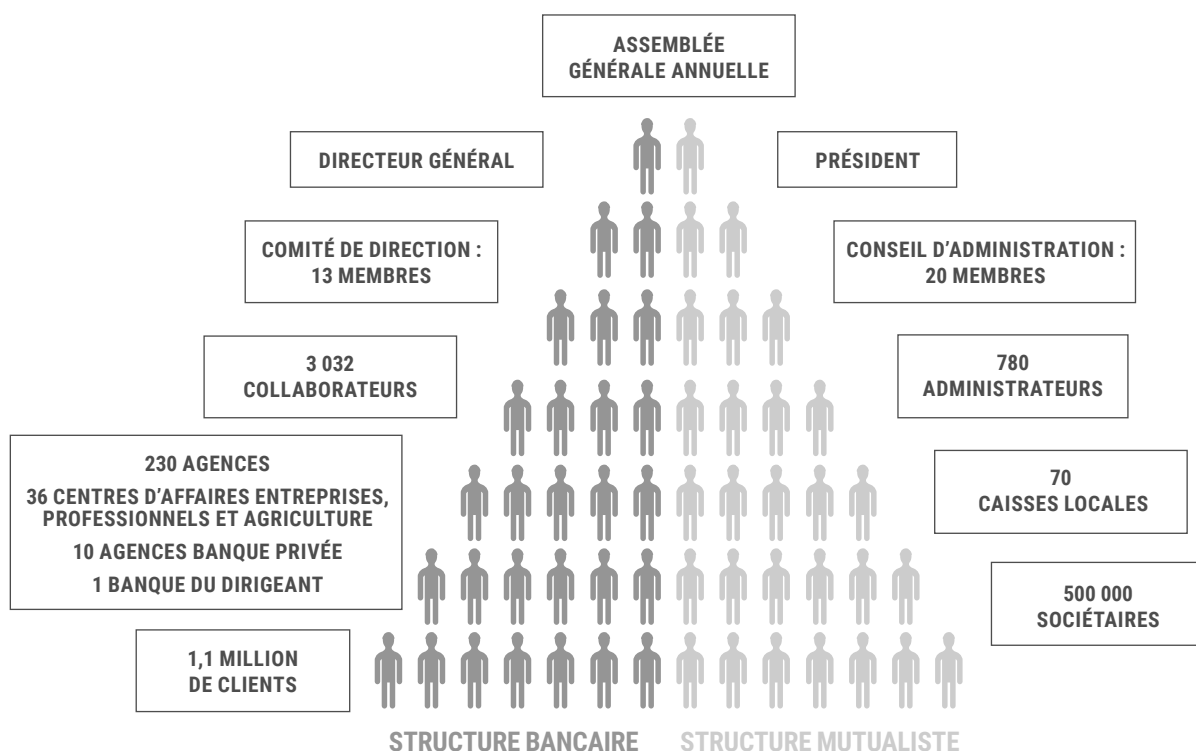 ASSEMBLÉE
GÉNÉRALE ANNUELLE
DIRECTEUR GÉNÉRAL
PRÉSIDENT
COMITÉ DE DIRECTION :
13 MEMBRES
CONSEIL D'ADMINISTRATION :
20 MEMBRES
3 032
COLLABORATEURS
780
ADMINISTRATEURS
230 AGENCES
36 CENTRES D'AFFAIRES ENTREPRISES,
PROFESSIONNELS ET AGRICULTURE
10 AGENCES BANQUE PRIVÉE
1 BANQUE DU DIRIGEANT
70
CAISSES LOCALES
500 000
SOCIÉTAIRES
1,1 MILLION
DE CLIENTS
STRUCTURE BANCAIRE
STRUCTURE MUTUALISTE